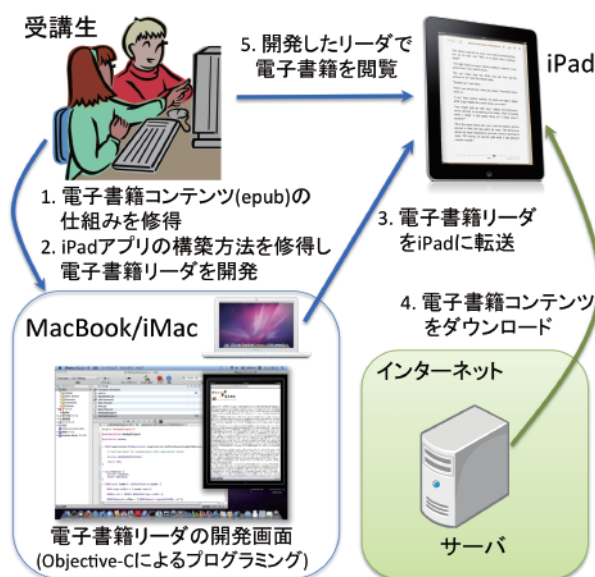 受講生
5. 開発したリーダで
電子書籍を閲覧
iPad
1. 電子書籍コンテンツ(epub)の
仕組みを修得
2. iPadアプリの構築方法を修得し
電子書籍リーダを開発
3. 電子書籍リーダ
をiPadに転送
4. 電子書籍コンテンツ
をダウンロード
MacBook/iMac
電子書籍リーダの開発画面
(Objective-Cによるプログラミング)
インターネット
サーバ